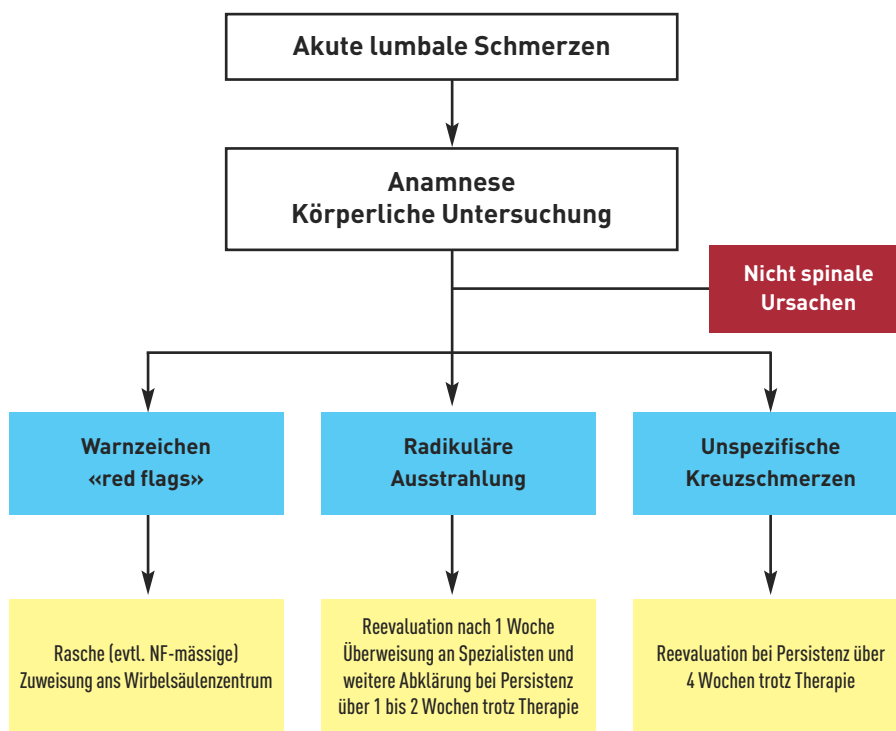 Akute lumbale Schmerzen
Anamnese
Körperliche Untersuchung
Nicht spinale
Ursachen
Warnzeichen
«red flags»
Radikuläre
Ausstrahlung
Unspezifische
Kreuzschmerzen
Rasche (evtl. NF-mässige)
Zuweisung ans Wirbelsäulenzentrum
Reevaluation nach 1 Woche
Überweisung an Spezialisten und
weitere Abklärung bei Persistenz
über 1 bis 2 Wochen trotz Therapie
Reevaluation bei Persistenz über
4 Wochen trotz Therapie